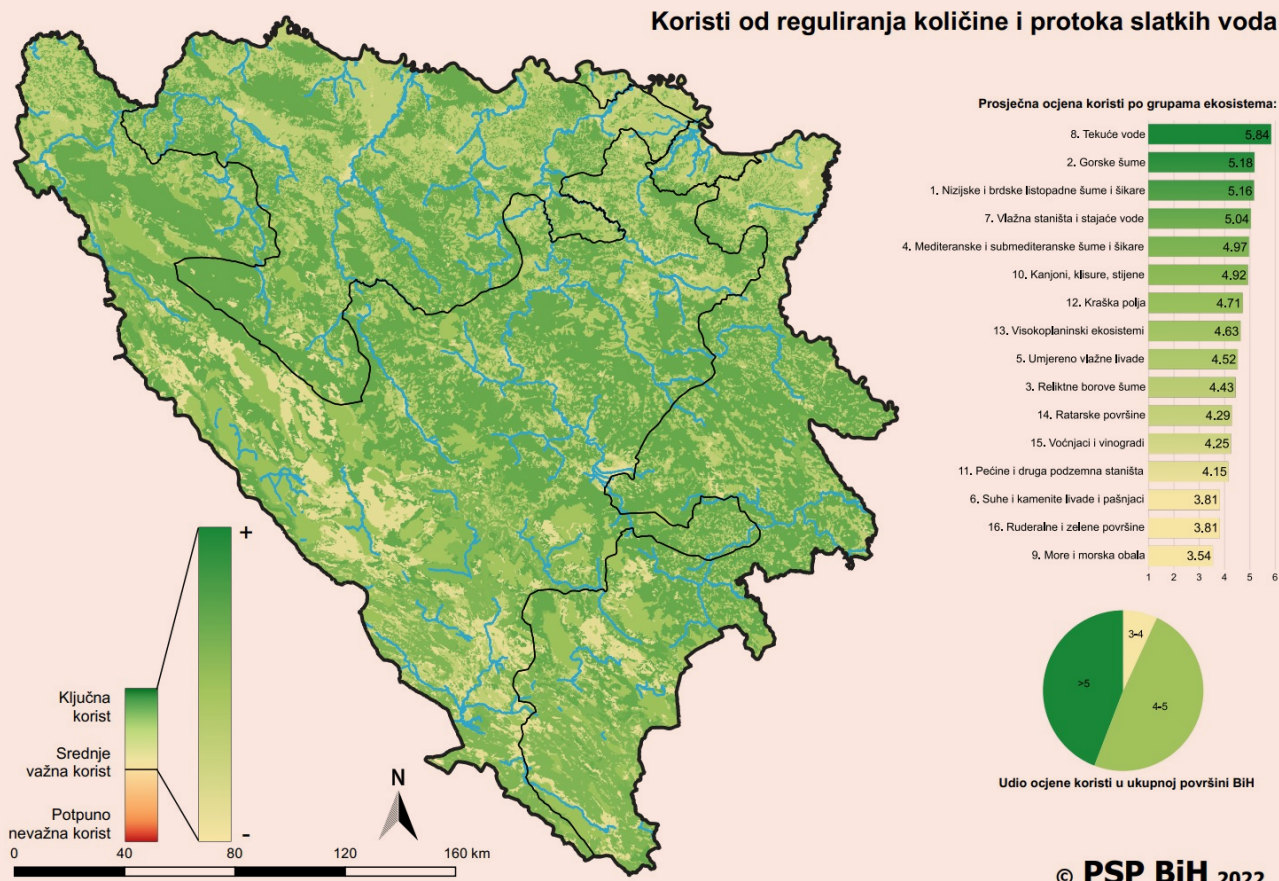 Koristi od reguliranja količine i protoka slatkih voda
Prosječna ocjena koristi po grupama ekosistema:
8. Tekuće vode 5.84
2. Gorske šume 5.18
1. Nizijske i brdske listopadne šume i šikare 5.16
7. Vlažna staništa i stajaće vode 5.04
4. Mediteranske i submediteranske šume i šikare 4.97
10. Kanjoni, klisure, stijene 4.92
12. Kraška polja 4.71
13. Visokoplaninski ekosistemi 4.63
5. Umjereno vlažne livade 4.52
3. Reliktne borove šume 4.43
14. Ratarske površine 4.29
15. Voćnjaci i vinogradi 4.25
11. Pećine i druga podzemna staništa 4.15
6. Suhe i kamenite livade i pašnjaci 3.81
16. Ruderalne i zelene površine 3.81
9. More i morska obala 3.54
1 2 3 4 5 6
3-4
>5
4-5
Udio ocjene koristi u ukupnoj površini BiH
+
-
Ključna
korist
Srednje
važna korist
Potpuno
nevažna korist
N
0 40 80 120 160 km
© PSP BiH 2022